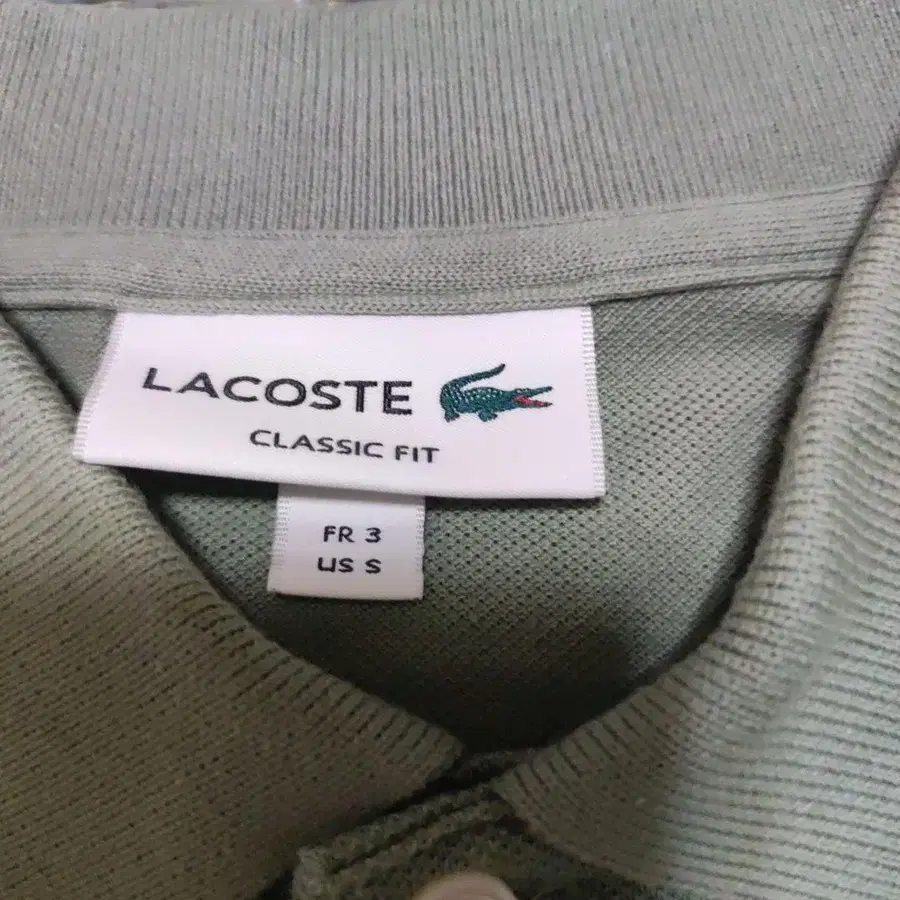 LACOSTE
CLASSIC FIT
FR 3
US S